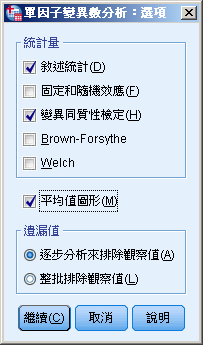 單因子變異數分析：選項
統計量
敘述統計(D)
固定和隨機效應(F)
變異同質性檢定(H)
Brown-Forsythe
Welch
平均值圖形(M)
遺漏值
逐步分析來排除觀察值(A)
整批排除觀察值(L)
繼續(C)
取消
說明